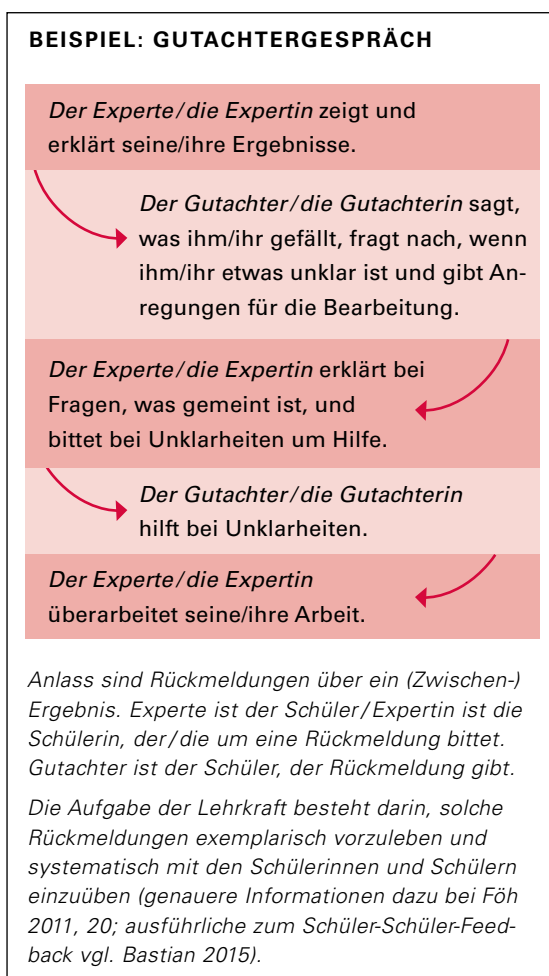 BEISPIEL: GUTACHTERGESPRÄCH
Der Experte/die Expertin zeigt und
erklärt seine/ihre Ergebnisse.
Der Gutachter/die Gutachterin sagt,
was ihm/ihr gefällt, fragt nach, wenn
ihm/ihr etwas unklar ist und gibt An-
regungen für die Bearbeitung.
Der Experte/die Expertin erklärt bei
Fragen, was gemeint ist, und
bittet bei Unklarheiten um Hilfe.
Der Gutachter/die Gutachterin
hilft bei Unklarheiten.
Der Experte/die Expertin
überarbeitet seine/ihre Arbeit.
Anlass sind Rückmeldungen über ein (Zwischen-)
Ergebnis. Experte ist der Schüler/Expertin ist die
Schülerin, der/die um eine Rückmeldung bittet.
Gutachter ist der Schüler, der Rückmeldung gibt.
Die Aufgabe der Lehrkraft besteht darin, solche
Rückmeldungen exemplarisch vorzuleben und
systematisch mit den Schülerinnen und Schülern
einzuüben (genauere Informationen dazu bei Föh
2011, 20; ausführliche zum Schüler-Schüler-Feed-
back vgl. Bastian 2015).